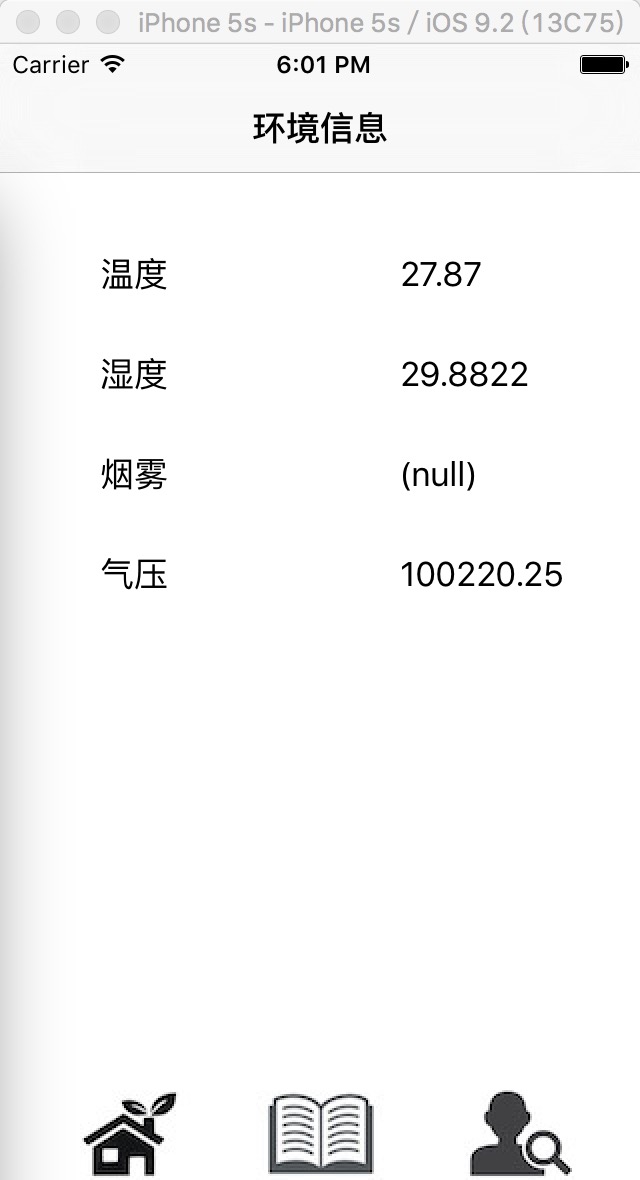 iPhone 5s - iPhone 5s / iOS 9.2 (13C75)
Carrier 6:01 PM
环境信息
温度 27.87
湿度 29.8822
烟雾 (null)
气压 100220.25